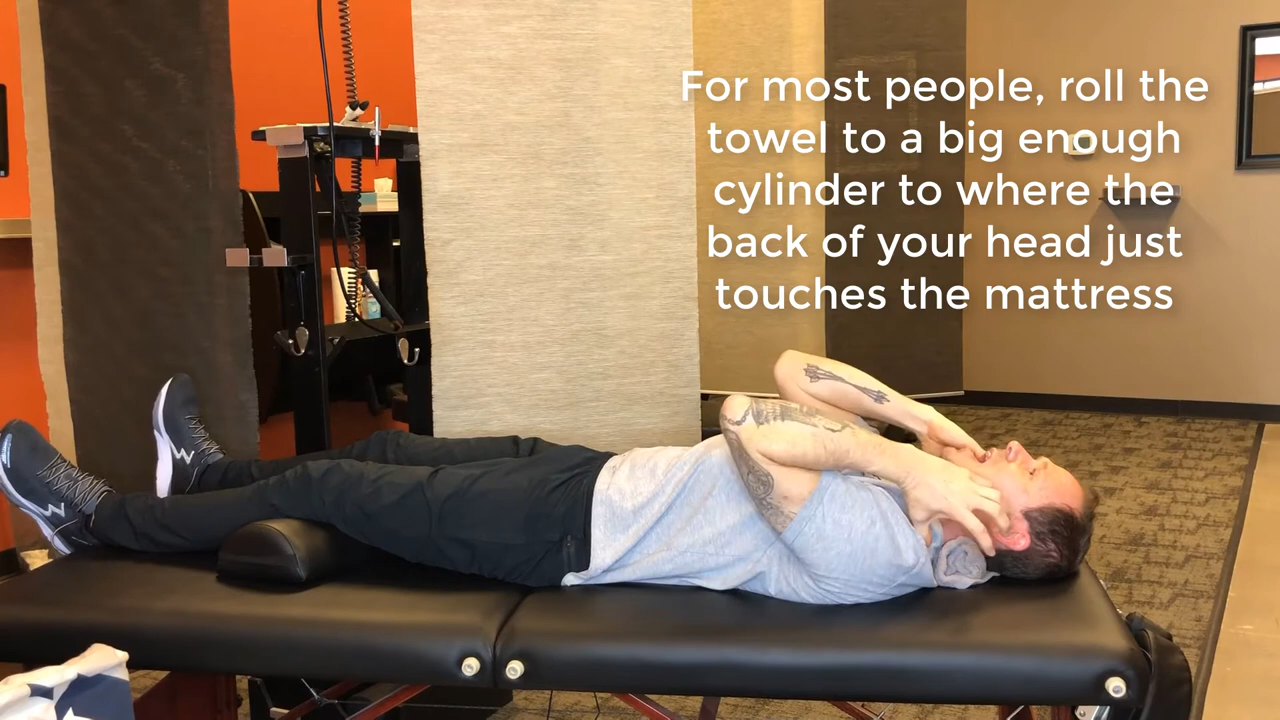 For most people, roll the
towel to a big enough
cylinder to where the
back of your head just
touches the mattress